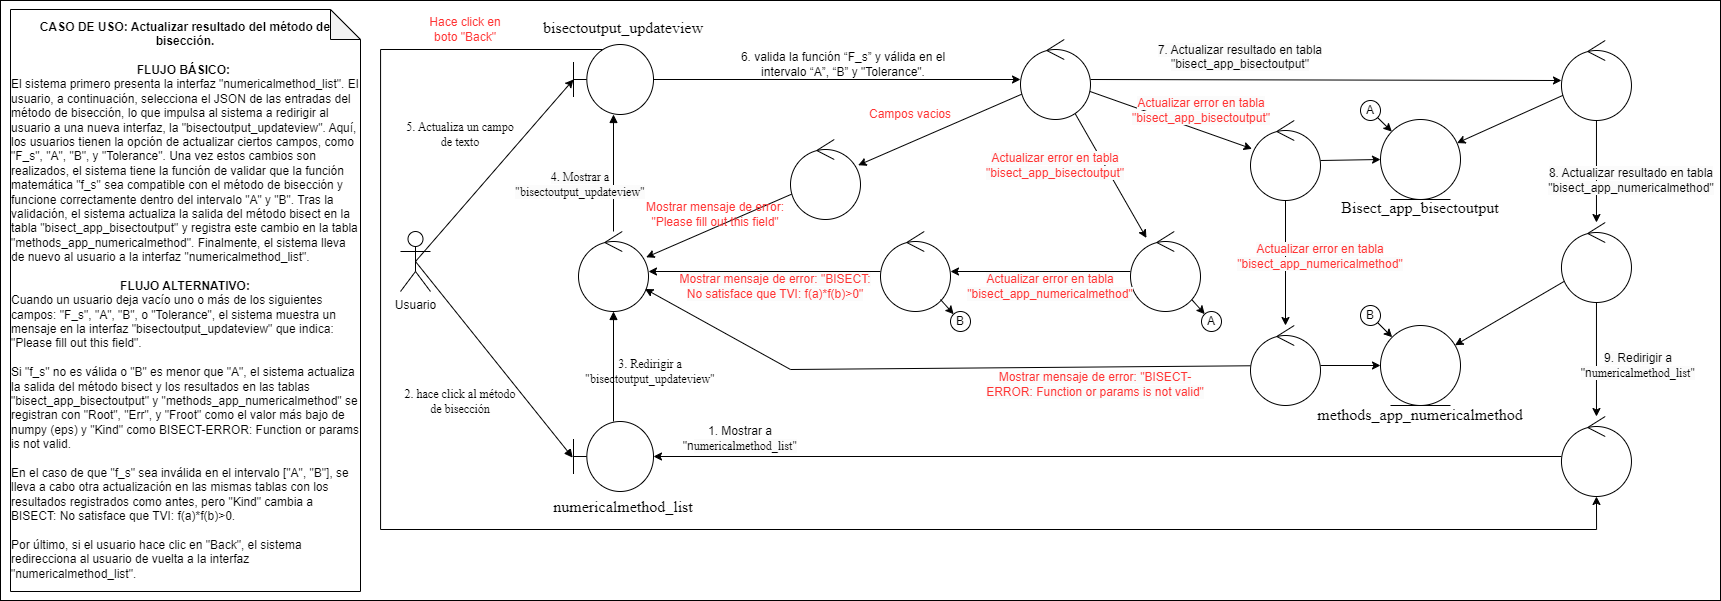 CASO DE USO: Actualizar resultado del método de
bisección.
FLUJO BÁSICO:
El sistema primero presenta la interfaz "numericalmethod_list". El
usuario, a continuación, selecciona el JSON de las entradas del
método de bisección, lo que impulsa al sistema a redirigir al
usuario a una nueva interfaz, la "bisectoutput_updateview". Aquí,
los usuarios tienen la opción de actualizar ciertos campos, como
"F_s", "A", "B", y "Tolerance". Una vez estos cambios son
realizados, el sistema tiene la función de validar que la función
matemática "f_s" sea compatible con el método de bisección y
funcione correctamente dentro del intervalo "A" y "B". Tras la
validación, el sistema actualiza la salida del método bisect en la
tabla "bisect_app_bisectoutput" y registra este cambio en la tabla
"methods_app_numericalmethod". Finalmente, el sistema lleva
de nuevo al usuario a la interfaz "numericalmethod_list".
FLUJO ALTERNATIVO:
Cuando un usuario deja vacío uno o más de los siguientes
campos: "F_s", "A", "B", o "Tolerance", el sistema muestra un
mensaje en la interfaz "bisectoutput_updateview" que indica:
"Please fill out this field".
Si "f_s" no es válida o "B" es menor que "A", el sistema actualiza
la salida del método bisect y los resultados en las tablas
"bisect_app_bisectoutput" y "methods_app_numericalmethod" se
registran con "Root", "Err", y "Froot" como el valor más bajo de
numpy (eps) y "Kind" como BISECT-ERROR: Function or params
is not valid.
En el caso de que "f_s" sea inválida en el intervalo ["A", "B"], se
lleva a cabo otra actualización en las mismas tablas con los
resultados registrados como antes, pero "Kind" cambia a
BISECT: No satisface que TVI: f(a)*f(b)>0.
Por último, si el usuario hace clic en "Back", el sistema
redirecciona al usuario de vuelta a la interfaz
"numericalmethod_list".
Hace click en
boto "Back"
bisectoutput_updateview
6. valida la función “F_s” y válida en el
intervalo “A”, “B” y "Tolerance".
7. Actualizar resultado en tabla
"bisect_app_bisectoutput"
5. Actualiza un campo
de texto
Campos vacios
Actualizar error en tabla
"bisect_app_bisectoutput"
A
Actualizar error en tabla
"bisect_app_bisectoutput"
4. Mostrar a
"bisectoutput_updateview"
8. Actualizar resultado en tabla
"bisect_app_numericalmethod"
Mostrar mensaje de error:
"Please fill out this field"
Bisect_app_bisectoutput
Usuario
Mostrar mensaje de error: "BISECT:
No satisface que TVI: f(a)*f(b)>0"
Actualizar error en tabla
"bisect_app_numericalmethod"
Actualizar error en tabla
"bisect_app_numericalmethod"
B
A
B
3. Redirigir a
"bisectoutput_updateview"
9. Redirigir a
"numericalmethod_list"
Mostrar mensaje de error: "BISECT-
ERROR: Function or params is not valid"
2. hace click al método
de bisección
methods_app_numericalmethod
1. Mostrar a
"numericalmethod_list"
numericalmethod_list